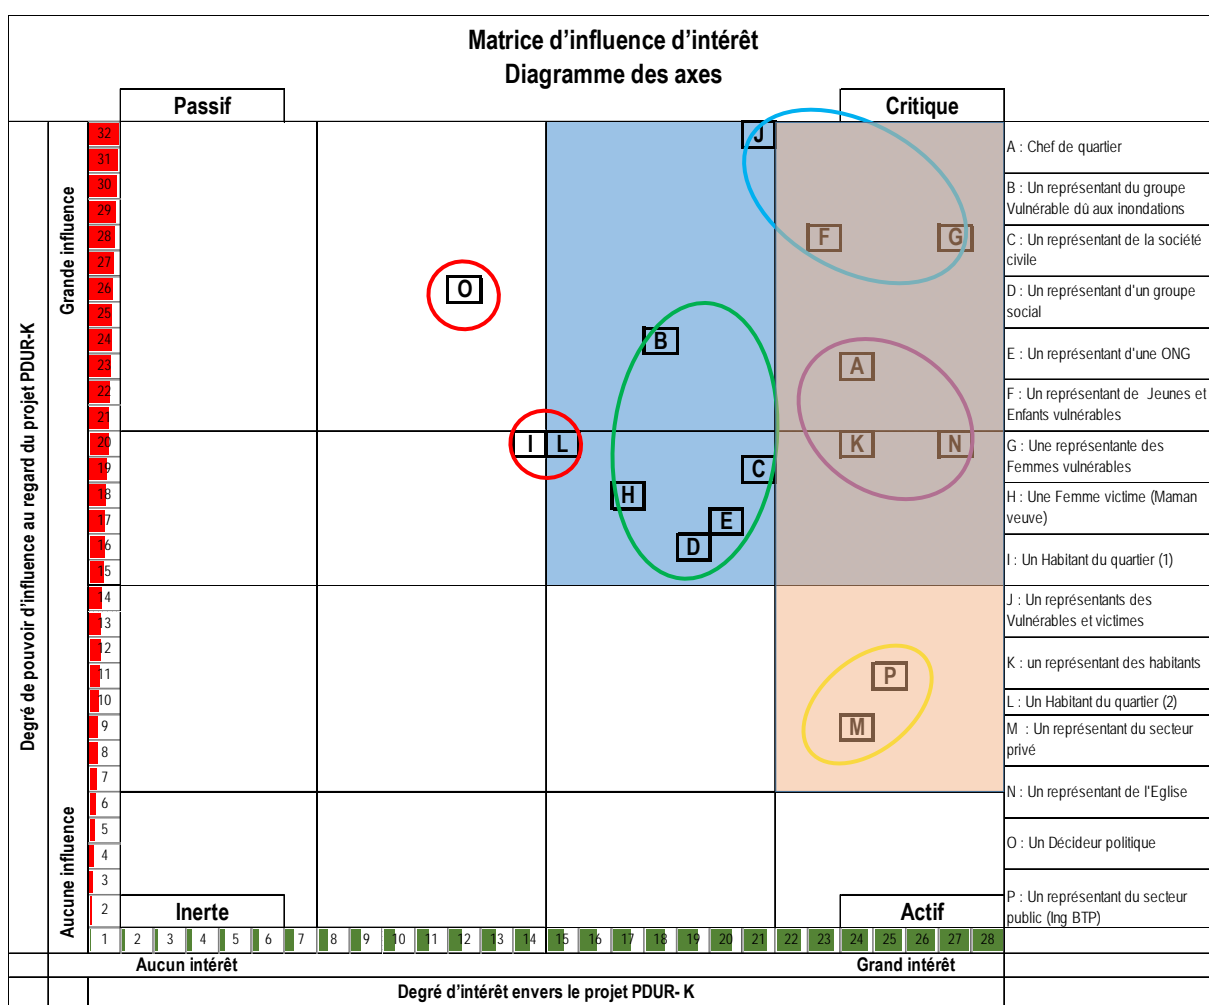 Matrice d'influence d'intérêt
Diagramme des axes
Passif
Critique
Degré de pouvoir d'influence au regard du projet PDUR-K
Grande influence
Aucune influence
32
31
30
29
28
27
26
25
24
23
22
21
20
19
18
17
16
15
14
13
12
11
10
9
8
7
6
5
4
3
2
J
F
G
O
B
A
I
L
K
N
C
H
E
D
P
M
A : Chef de quartier
B : Un représentant du groupe
Vulnérable dû aux inondations
C : Un représentant de la société
civile
D : Un représentant d'un groupe
social
E : Un représentant d'une ONG
F : Un représentant de Jeunes et
Enfants vulnérables
G : Une représentante des
Femmes vulnérables
H : Une Femme victime (Maman
veuve)
I : Un Habitant du quartier (1)
J : Un représentants des
Vulnérables et victimes
K : un représentant des habitants
L : Un Habitant du quartier (2)
M : Un représentant du secteur
privé
N : Un représentant de l'Eglise
O : Un Décideur politique
P : Un représentant du secteur
public (Ing BTP)
Inerte
Actif
1 2 3 4 5 6 7 8 9 10 11 12 13 14 15 16 17 18 19 20 21 22 23 24 25 26 27 28
Aucun intérêt
Grand intérêt
Degré d'intérêt envers le projet PDUR- K